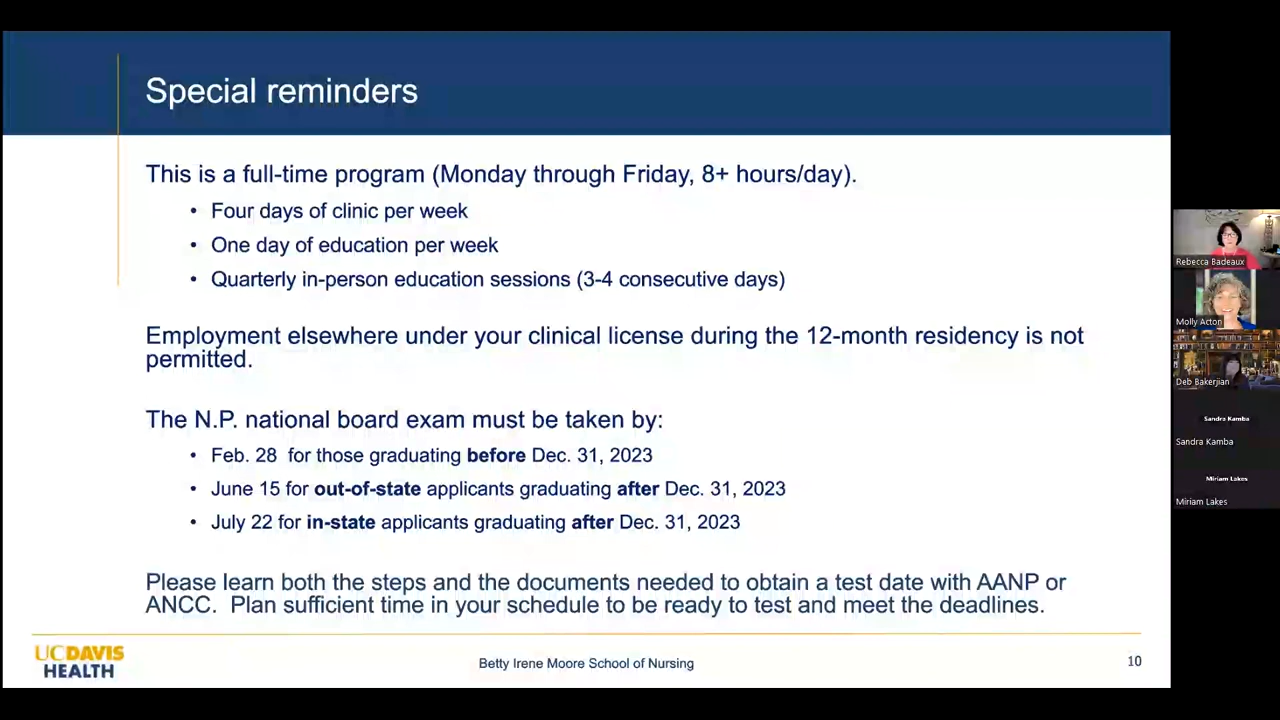 Special reminders
This is a full-time program (Monday through Friday, 8+ hours/day).
• Four days of clinic per week
• One day of education per week
• Quarterly in-person education sessions (3-4 consecutive days)
Employment elsewhere under your clinical license during the 12-month residency is not
permitted.
The N.P. national board exam must be taken by:
• Feb. 28 for those graduating before Dec. 31, 2023
• June 15 for out-of-state applicants graduating after Dec. 31, 2023
• July 22 for in-state applicants graduating after Dec. 31, 2023
Please learn both the steps and the documents needed to obtain a test date with AANP or
ANCC. Plan sufficient time in your schedule to be ready to test and meet the deadlines.
UCDAVIS
HEALTH
Betty Irene Moore School of Nursing
10
Rebecca Badeaux
Molly Acton
Deb Bakerjian
Sandra Kamba
Sandra Kamba
Miriam Lakes
Miriam Lakes